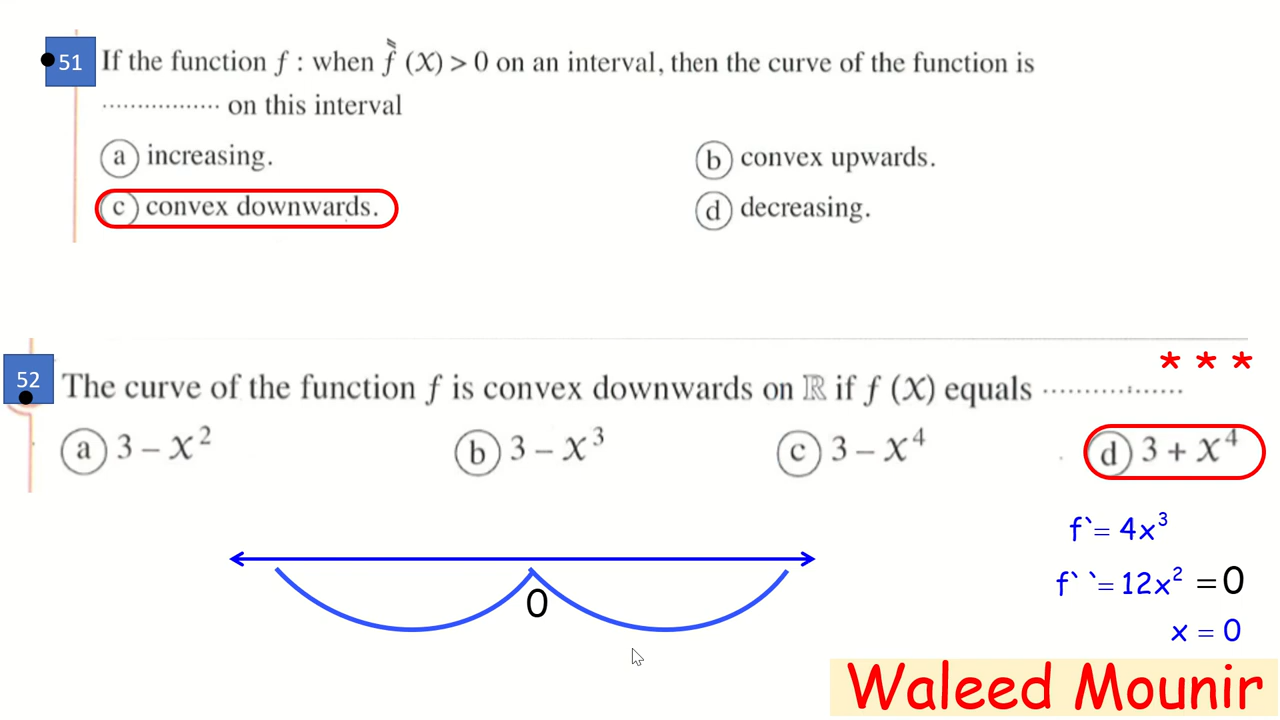 51 If the function f : when f̿ (X) > 0 on an interval, then the curve of the function is
.................. on this interval
a increasing.
b convex upwards.
c convex downwards.
d decreasing.
* * *
52 The curve of the function f is convex downwards on ℝ if f (X) equals ..................
a 3 – X²
b 3 – X³
c 3 – X⁴
d 3 + X⁴
f`= 4x³
f``= 12x² = 0
x = 0
0
Waleed Mounir